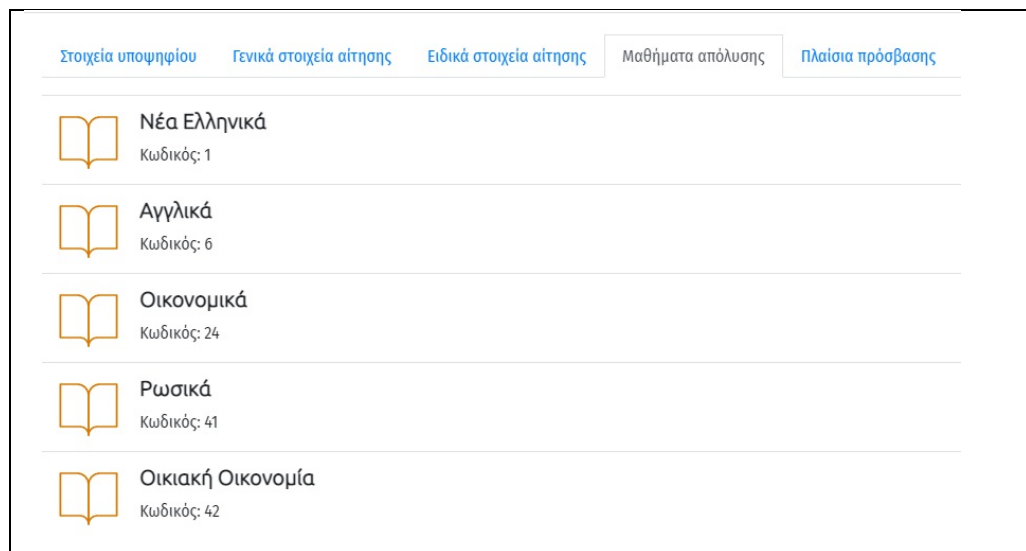 Στοιχεία υποψηφίου Γενικά στοιχεία αίτησης Ειδικά στοιχεία αίτησης Μαθήματα απόλυσης Πλαίσια πρόσβασης
Νέα Ελληνικά
Κωδικός: 1
Αγγλικά
Κωδικός: 6
Οικονομικά
Κωδικός: 24
Ρωσικά
Κωδικός: 41
Οικιακή Οικονομία
Κωδικός: 42